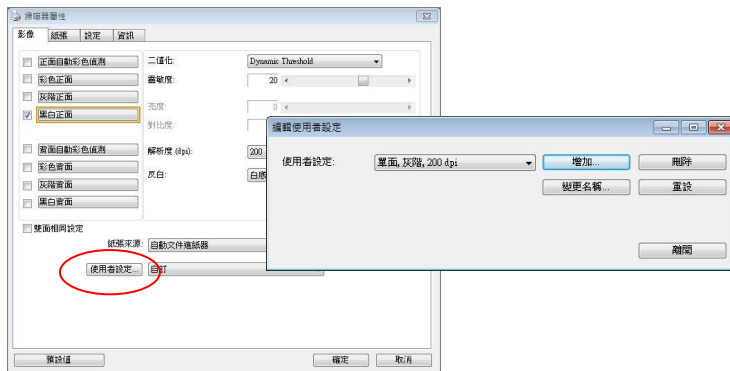 掃瞄器屬性
影像 紙張 設定 資訊
正面自動彩色偵測
彩色正面
灰階正面
黑白正面
背面自動彩色偵測
彩色背面
灰階背面
黑白背面
二值化: Dynamic Threshold
靈敏度: 20
亮度: 0
對比度:
解析度 (dpi): 200
反白: 白底
雙面相同設定
紙張來源: 自動文件進紙器
使用者設定... 自訂
預設值 確定 取消
編輯使用者設定
使用者設定: 單面, 灰階, 200 dpi 增加... 刪除
變更名稱... 重設
離開